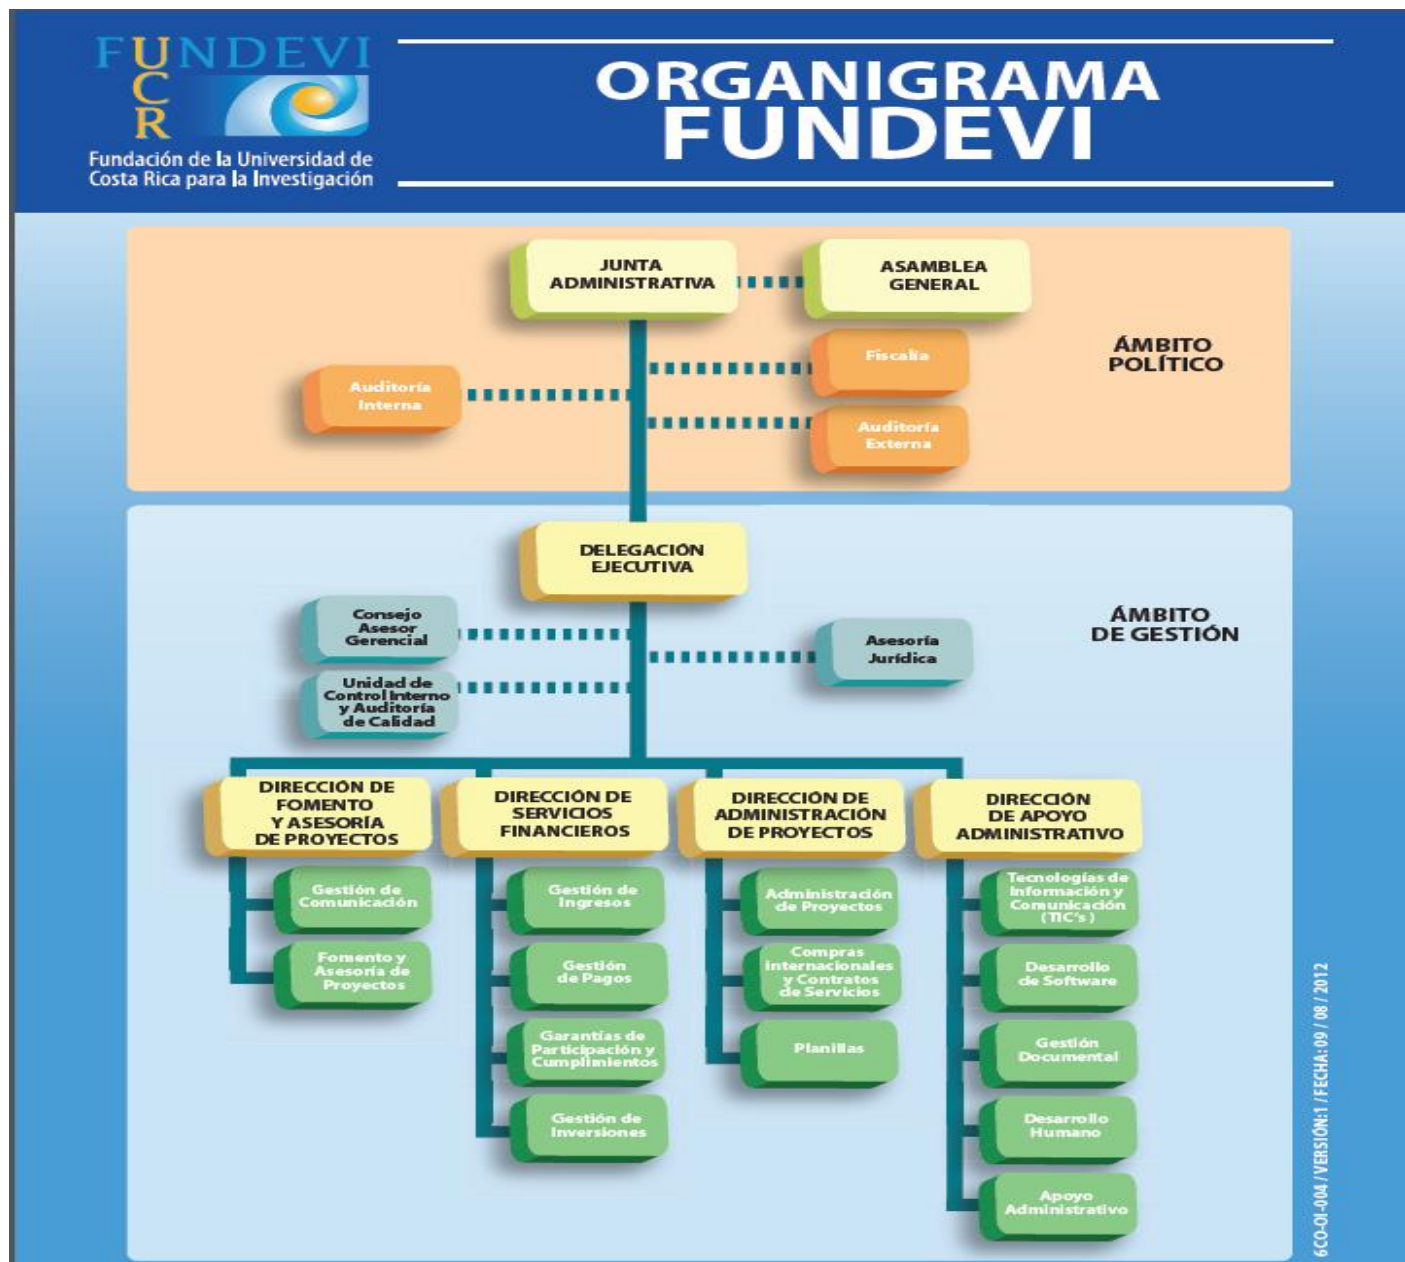 FUNDEVI
UCR
Fundación de la Universidad de
Costa Rica para la Investigación
ORGANIGRAMA
FUNDEVI
JUNTA
ADMINISTRATIVA
ASAMBLEA
GENERAL
ÁMBITO
POLÍTICO
Fiscalía
Auditoría
Interna
Auditoría
Externa
DELEGACIÓN
EJECUTIVA
ÁMBITO
DE GESTIÓN
Consejo
Asesor
Gerencial
Asesoría
Jurídica
Unidad de
Control Interno
y Auditoría
de Calidad
DIRECCIÓN DE
FOMENTO
Y ASESORÍA
DE PROYECTOS
Gestión de
Comunicación
Fomento y
Asesoría de
Proyectos
DIRECCIÓN DE
SERVICIOS
FINANCIEROS
Gestión de
Ingresos
Gestión
de Pagos
Garantías de
Participación y
Cumplimientos
Gestión de
Inversiones
DIRECCIÓN DE
ADMINISTRACIÓN
DE PROYECTOS
Administración
de Proyectos
Compras
internacionales
y Contratos
de Servicios
Planillas
DIRECCIÓN
DE APOYO
ADMINISTRATIVO
Tecnologías de
Información y
Comunicación
(TIC's)
Desarrollo
de Software
Gestión
Documental
Desarrollo
Humano
Apoyo
Administrativo
6CO-OI-004 / VERSIÓN:1 / FECHA:09 / 08 / 2012